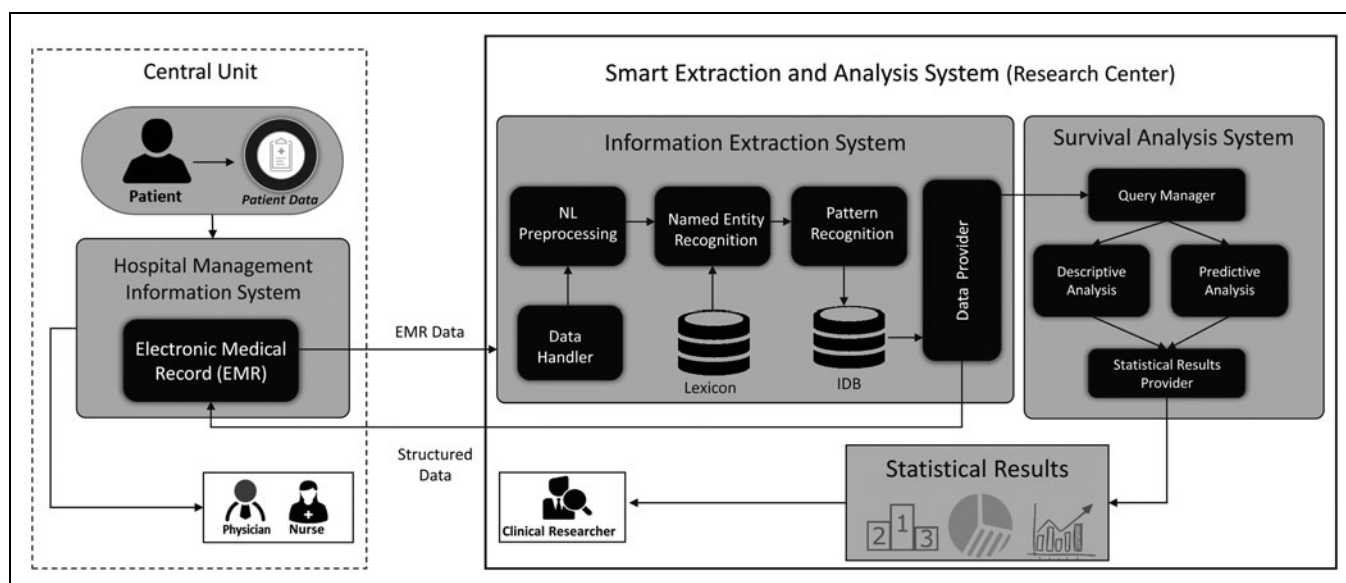 Central Unit
Patient
Patient Data
Hospital Management
Information System
Electronic Medical
Record (EMR)
Physician
Nurse
EMR Data
Structured
Data
Smart Extraction and Analysis System (Research Center)
Information Extraction System
NL
Preprocessing
Named Entity
Recognition
Pattern
Recognition
Data
Handler
Lexicon
IDB
Data Provider
Survival Analysis System
Query Manager
Descriptive
Analysis
Predictive
Analysis
Statistical Results
Provider
Statistical Results
2 1 3
Clinical Researcher